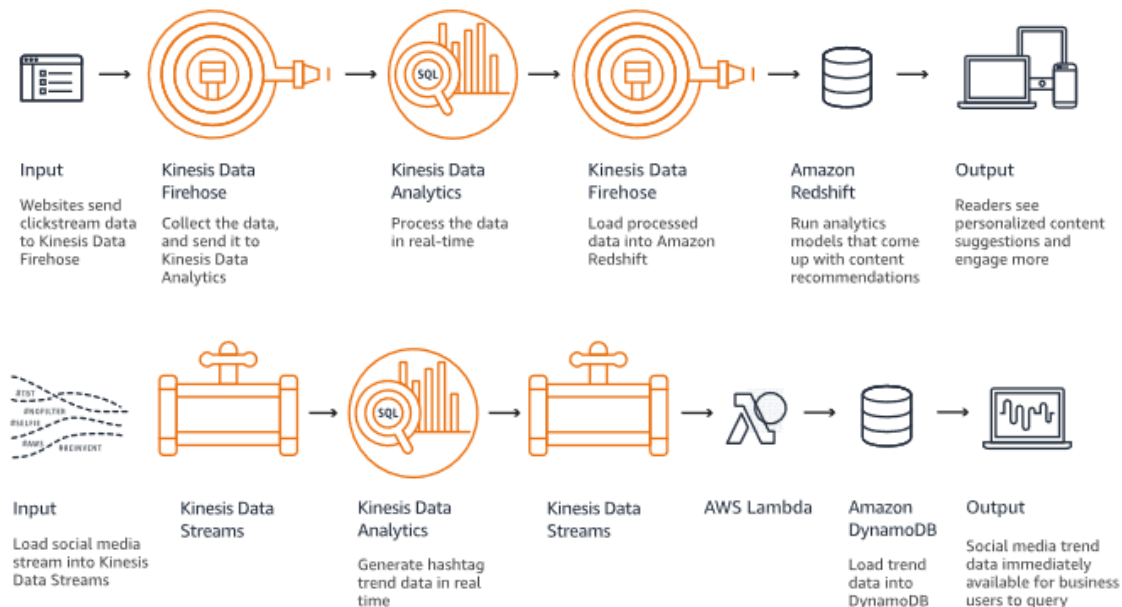 SQL
Input
Websites send
clickstream data
to Kinesis Data
Firehose
Kinesis Data
Firehose
Collect the data,
and send it to
Kinesis Data
Analytics
Kinesis Data
Analytics
Process the data
in real-time
Kinesis Data
Firehose
Load processed
data into Amazon
Redshift
Amazon
Redshift
Run analytics
models that come
up with content
recommendations
Output
Readers see
personalized content
suggestions and
engage more
#TBT
#NOFILTER
#SELFIE
#AWS
#REINVENT
SQL
Input
Load social media
stream into Kinesis
Data Streams
Kinesis Data
Streams
Kinesis Data
Analytics
Generate hashtag
trend data in real
time
Kinesis Data
Streams
AWS Lambda
Amazon
DynamoDB
Load trend
data into
DynamoDB
Output
Social media trend
data immediately
available for business
users to query